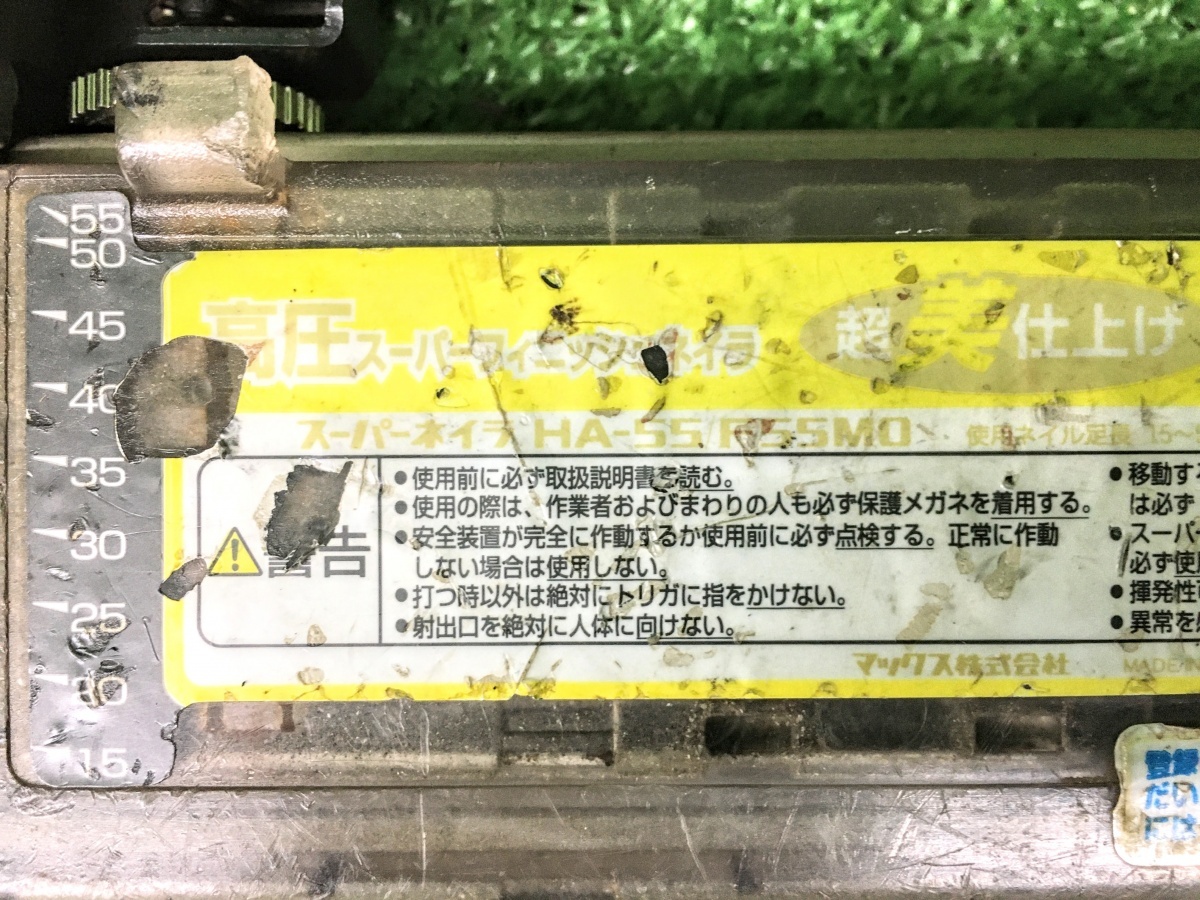 55
50
45
40
35
30
25
20
15
高圧スーパーフィニッシュネイラ
超美仕上げ
スーパーネイラ HA-55
使用ネイル足長 15~
警告
●使用前に必ず取扱説明書を読む。
●使用の際は、作業者およびまわりの人も必ず保護メガネを着用する。
●安全装置が完全に作動するか使用前に必ず点検する。正常に作動
しない場合は使用しない。
●打つ時以外は絶対にトリガに指をかけない。
●射出口を絶対に人体に向けない。
●移動する
は必ず
●スーパー
必ず使
●揮発性
●異常を
マックス株式会社
MADE
登録
だい
には